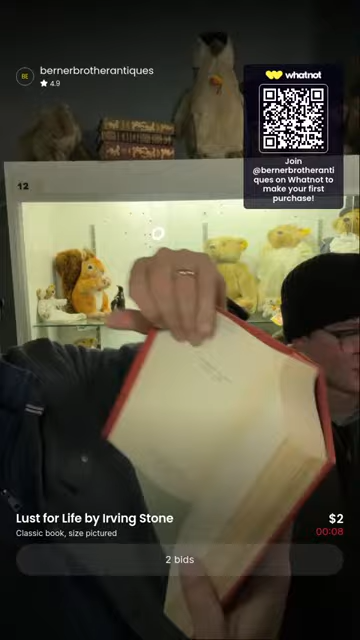 BE
bernerbrotherantiques
4.9
whatnot
Join
@bernerbrotheranti
ques on Whatnot to
make your first
purchase!
12
Lust for Life by Irving Stone
$2
Classic book, size pictured
00:08
2 bids